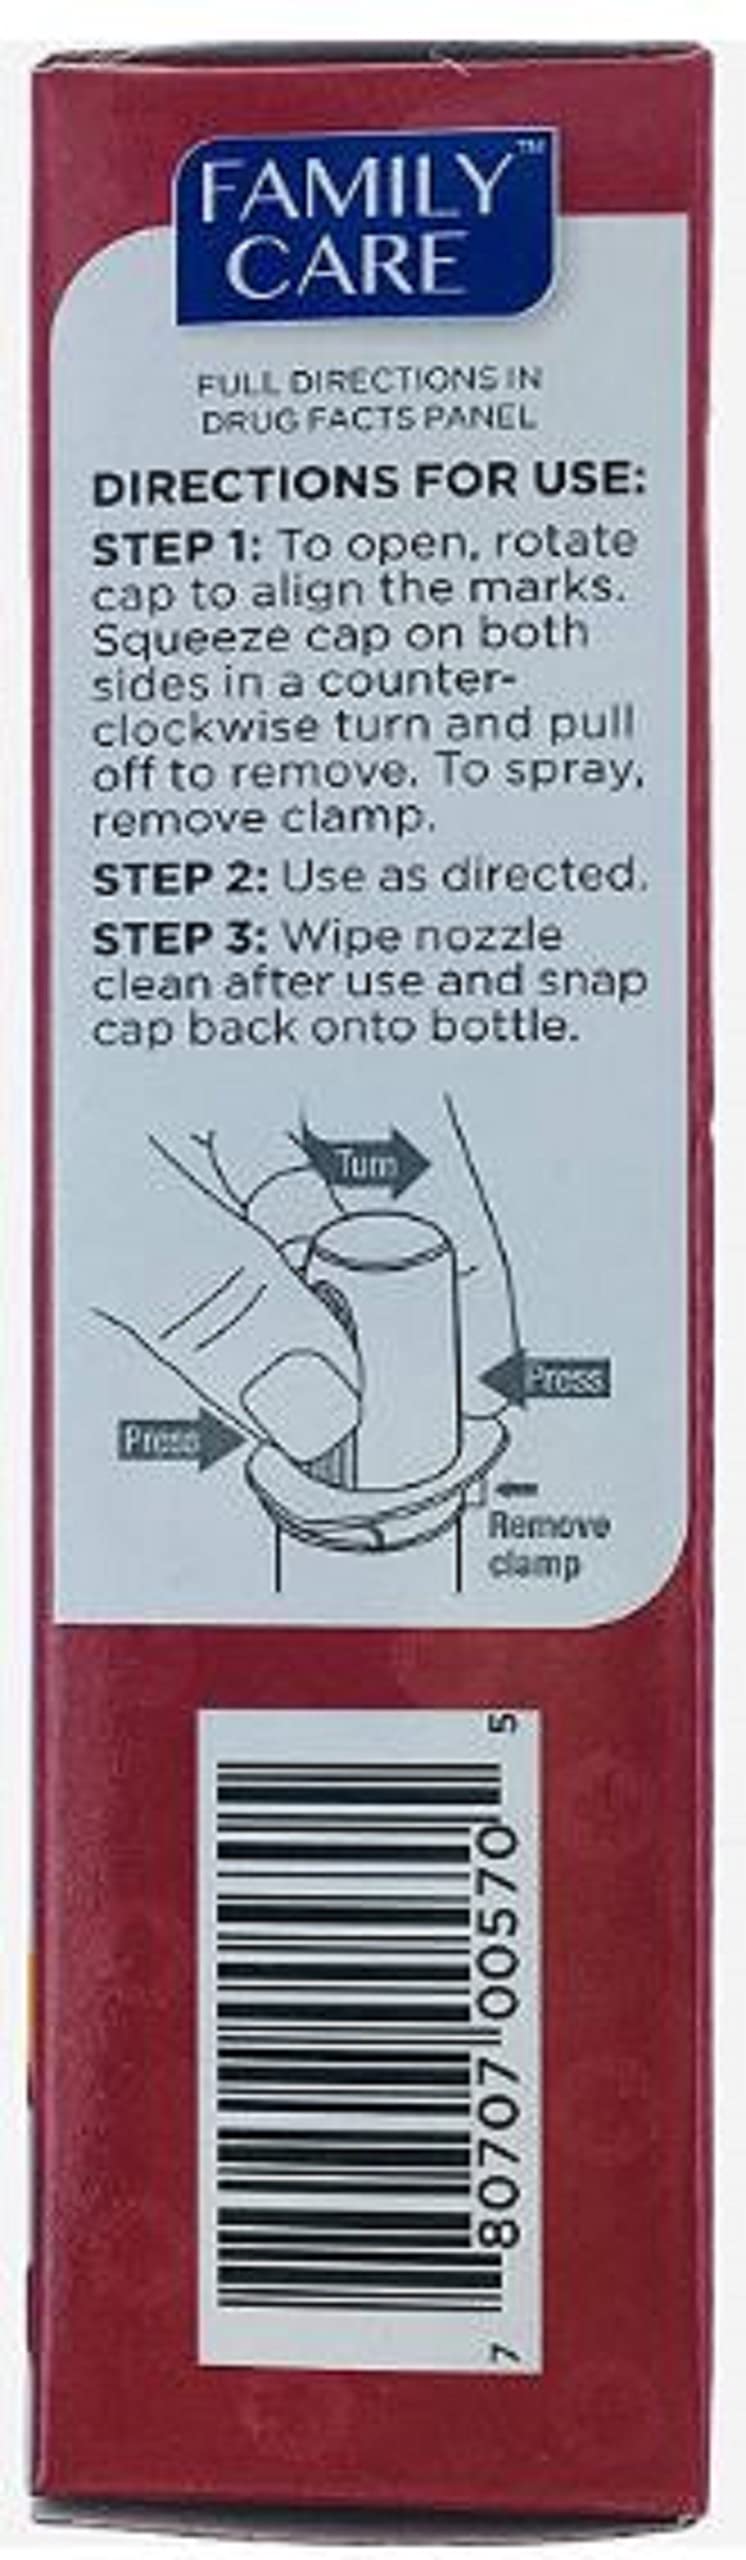 FAMILY™
CARE
FULL DIRECTIONS IN
DRUG FACTS PANEL
DIRECTIONS FOR USE:
STEP 1: To open, rotate
cap to align the marks.
Squeeze cap on both
sides in a counter-
clockwise turn and pull
off to remove. To spray,
remove clamp.
STEP 2: Use as directed.
STEP 3: Wipe nozzle
clean after use and snap
cap back onto bottle.
Turn
Press
Press
Remove
clamp
7 80707 00570 5